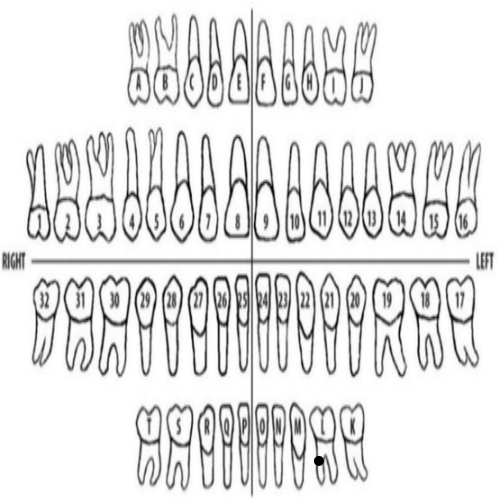 A B C D E F G H I J
1 2 3 4 5 6 7 8 9 10 11 12 13 14 15 16
RIGHT LEFT
32 31 30 29 28 27 26 25 24 23 22 21 20 19 18 17
T S R Q P O N M L K